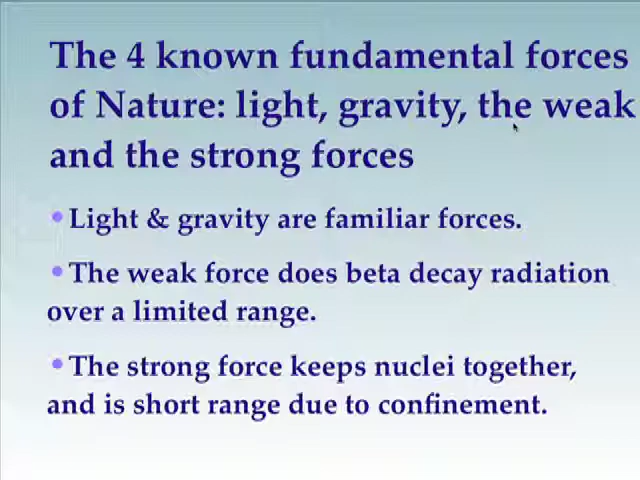 The 4 known fundamental forces
of Nature: light, gravity, the weak
and the strong forces
•Light & gravity are familiar forces.
•The weak force does beta decay radiation
over a limited range.
•The strong force keeps nuclei together,
and is short range due to confinement.